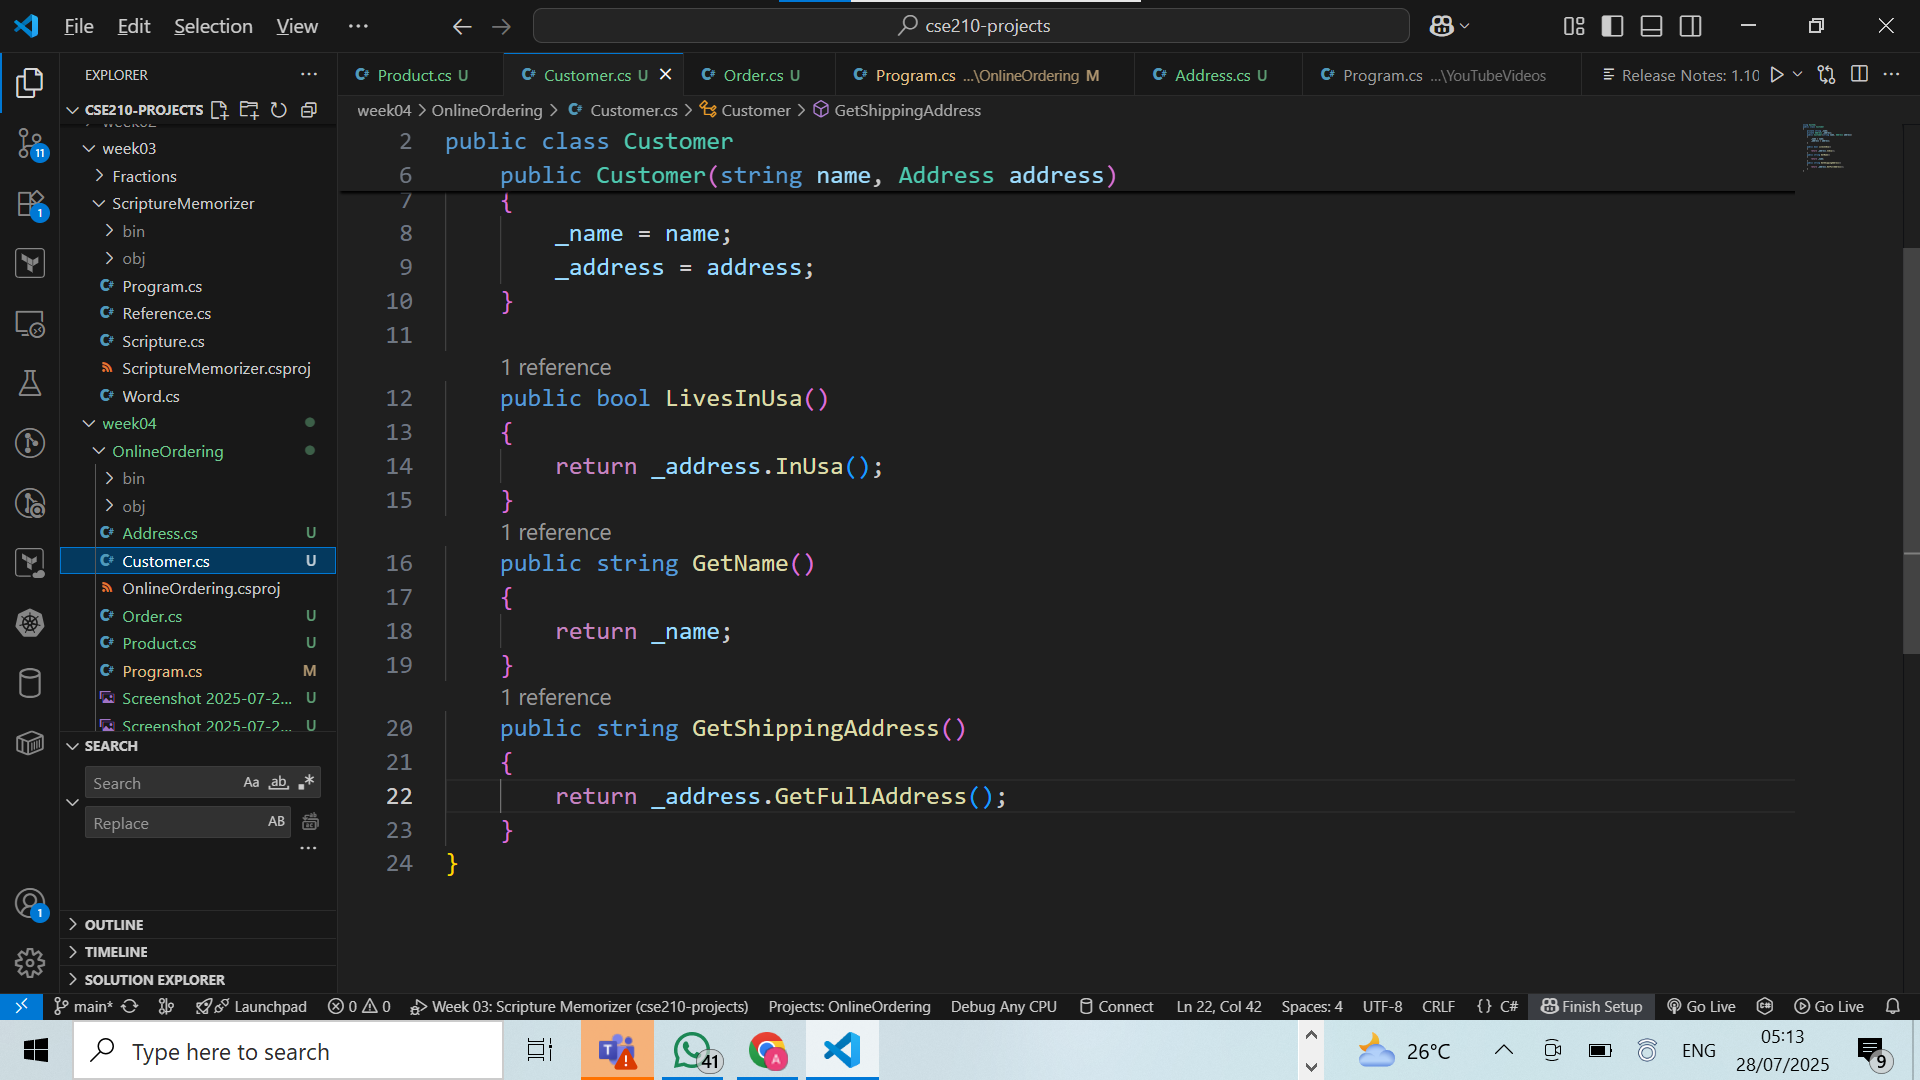 File Edit Selection View ···
cse210-projects
EXPLORER
Product.cs U
Customer.cs U
Order.cs U
Program.cs ...\OnlineOrdering M
Address.cs U
Program.cs ...\YouTubeVideos
Release Notes: 1.10
CSE210-PROJECTS
week04 > OnlineOrdering > Customer.cs > Customer > GetShippingAddress
week02
week03
Fractions
ScriptureMemorizer
bin
obj
Program.cs
Reference.cs
Scripture.cs
ScriptureMemorizer.csproj
Word.cs
week04
OnlineOrdering
bin
obj
Address.cs U
Customer.cs U
OnlineOrdering.csproj
Order.cs U
Product.cs U
Program.cs M
Screenshot 2025-07-2... U
Screenshot 2025-07-2... U
SEARCH
Search Aa ab .*
Replace AB
OUTLINE
TIMELINE
SOLUTION EXPLORER
11
1
1
2 public class Customer
6 public Customer(string name, Address address)
7 {
8 _name = name;
9 _address = address;
10 }
11
1 reference
12 public bool LivesInUsa()
13 {
14 return _address.InUsa();
15 }
1 reference
16 public string GetName()
17 {
18 return _name;
19 }
1 reference
20 public string GetShippingAddress()
21 {
22 return _address.GetFullAddress();
23 }
24 }
main* Launchpad 0 0 Week 03: Scripture Memorizer (cse210-projects) Projects: OnlineOrdering Debug Any CPU Connect Ln 22, Col 42 Spaces: 4 UTF-8 CRLF {} C# Finish Setup Go Live Go Live
Type here to search
41
A
26°C
ENG
05:13
28/07/2025
9